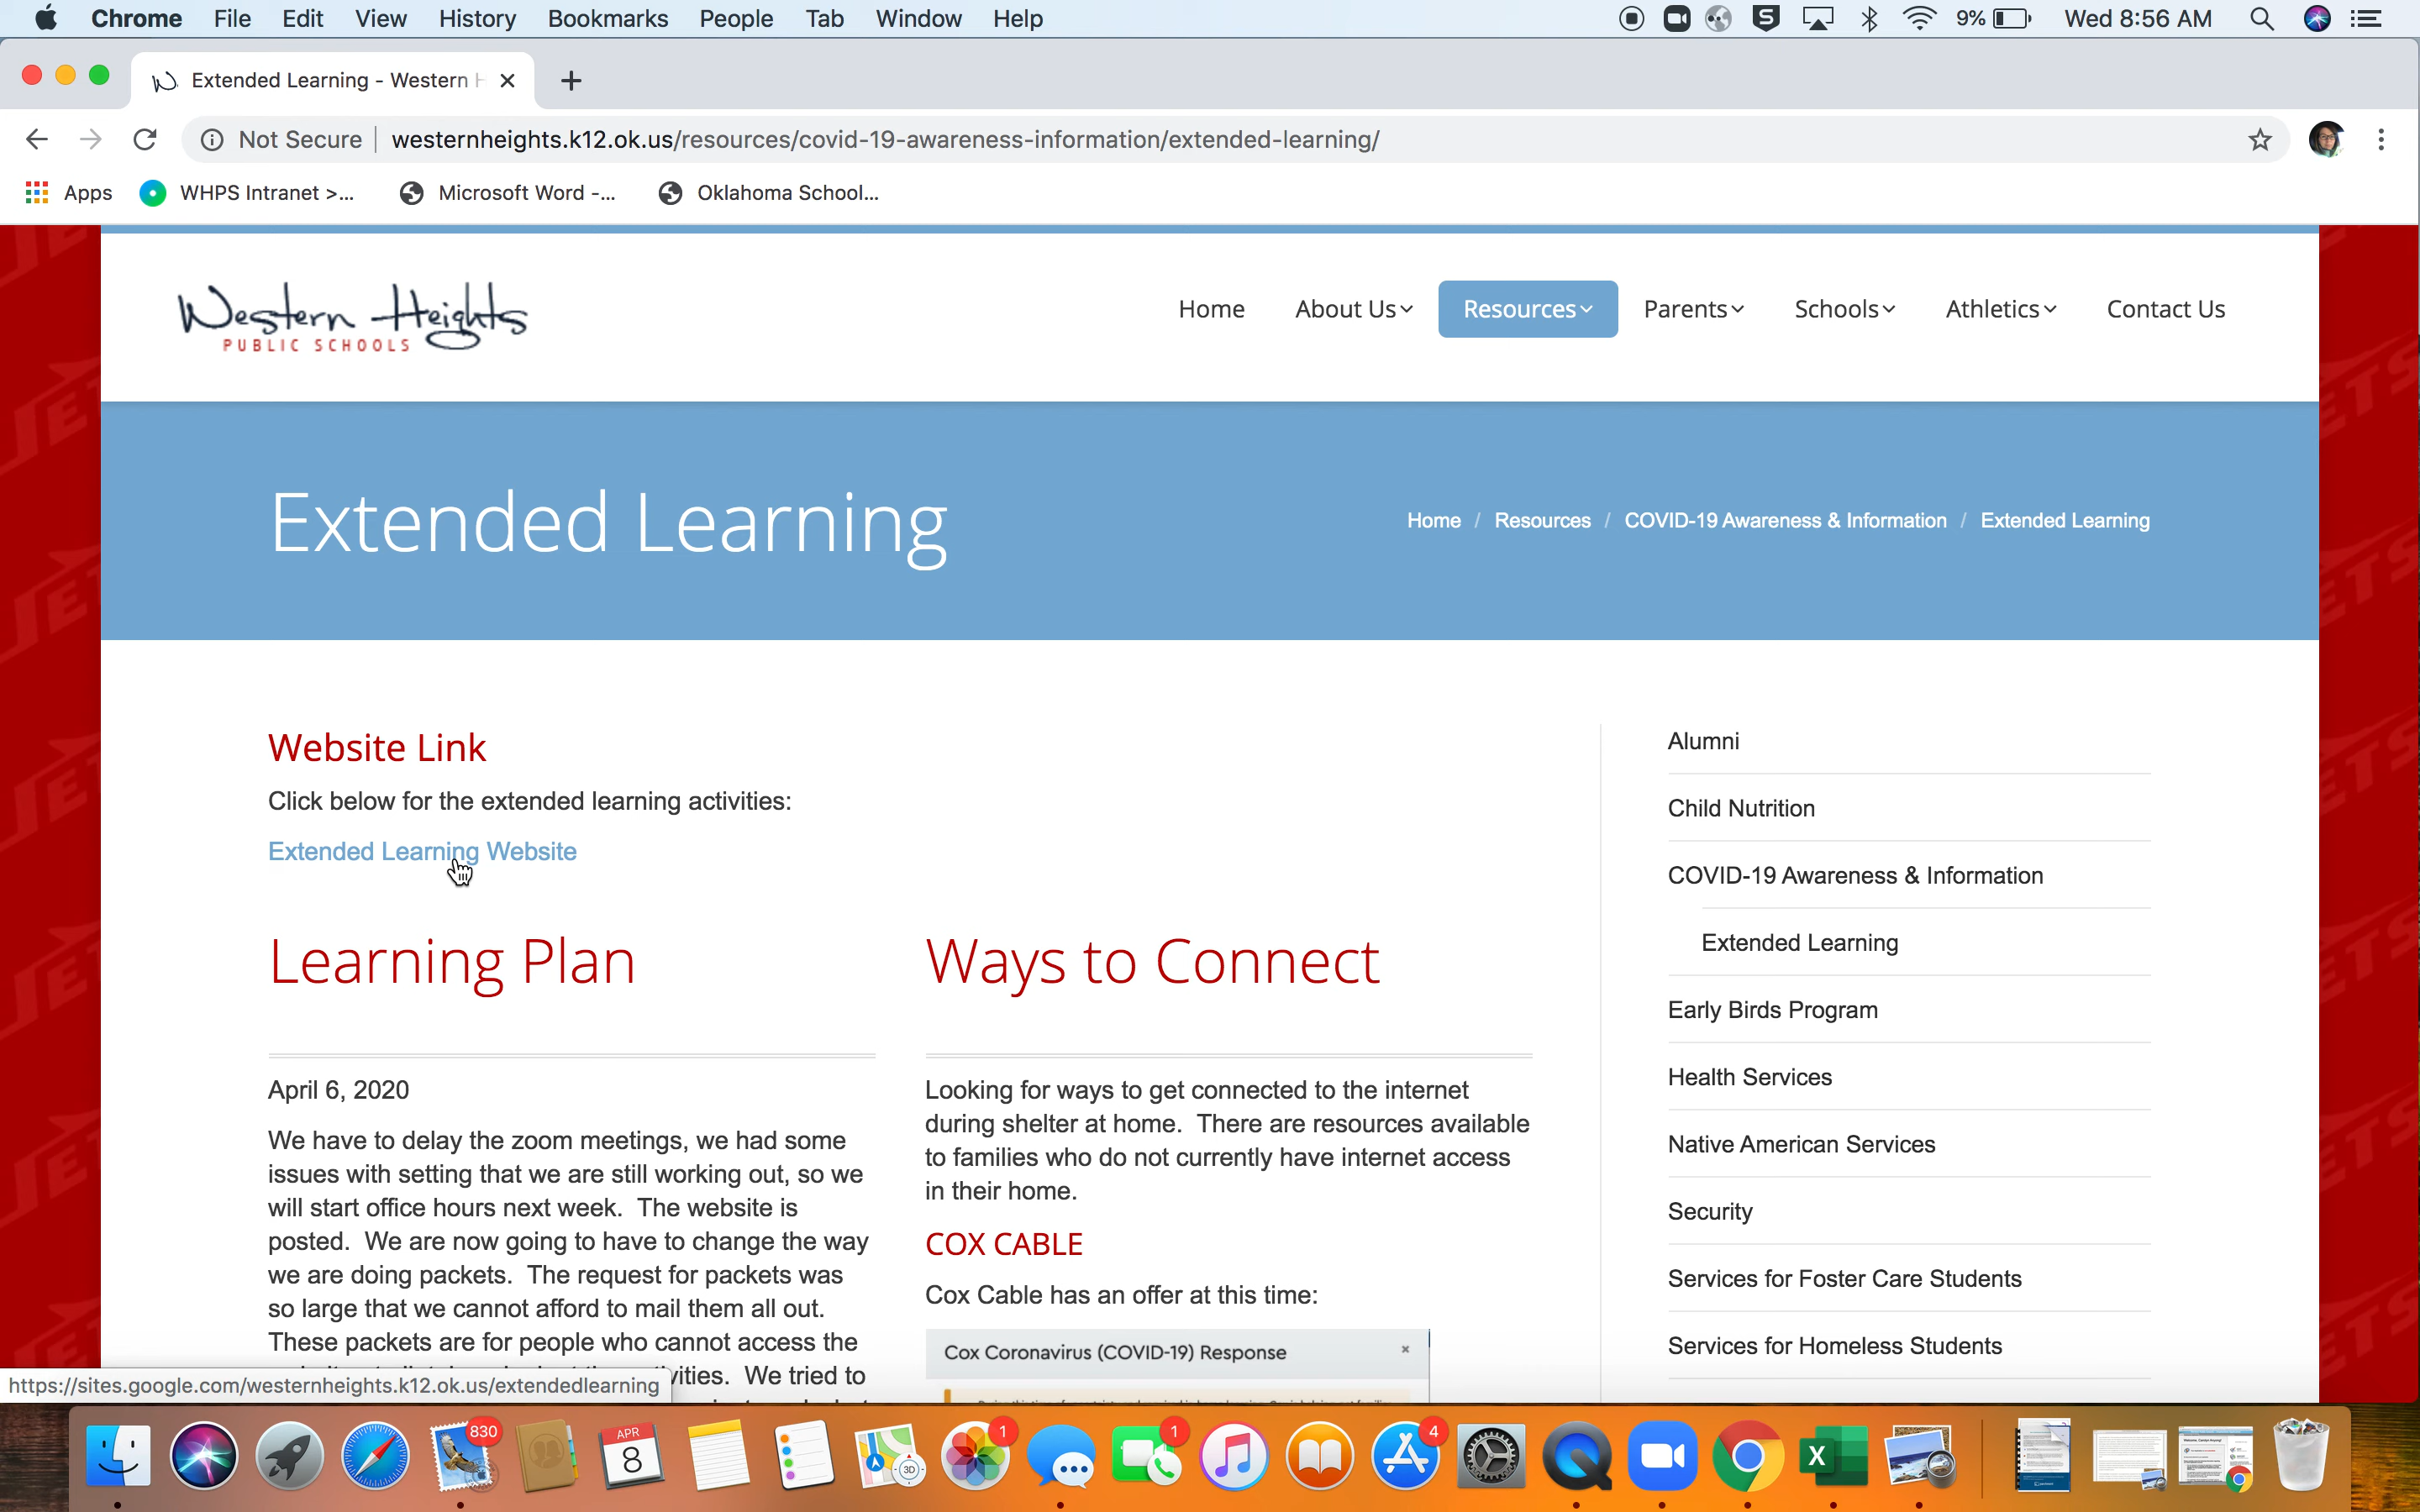 Chrome File Edit View History Bookmarks People Tab Window Help 9% Wed 8:56 AM
Extended Learning - Western H
Not Secure westernheights.k12.ok.us/resources/covid-19-awareness-information/extended-learning/
Apps WHPS Intranet >... Microsoft Word -... Oklahoma School...
Western Heights
PUBLIC SCHOOLS
Home About Us Resources Parents Schools Athletics Contact Us
Extended Learning
Home / Resources / COVID-19 Awareness & Information / Extended Learning
Website Link
Click below for the extended learning activities:
Extended Learning Website
Learning Plan
April 6, 2020
We have to delay the zoom meetings, we had some
issues with setting that we are still working out, so we
will start office hours next week. The website is
posted. We are now going to have to change the way
we are doing packets. The request for packets was
so large that we cannot afford to mail them all out.
These packets are for people who cannot access the
vities. We tried to
Ways to Connect
Looking for ways to get connected to the internet
during shelter at home. There are resources available
to families who do not currently have internet access
in their home.
COX CABLE
Cox Cable has an offer at this time:
Cox Coronavirus (COVID-19) Response ×
Alumni
Child Nutrition
COVID-19 Awareness & Information
Extended Learning
Early Birds Program
Health Services
Native American Services
Security
Services for Foster Care Students
Services for Homeless Students
https://sites.google.com/westernheights.k12.ok.us/extendedlearning
830 APR 8 3D 1 1 4 X
JETS